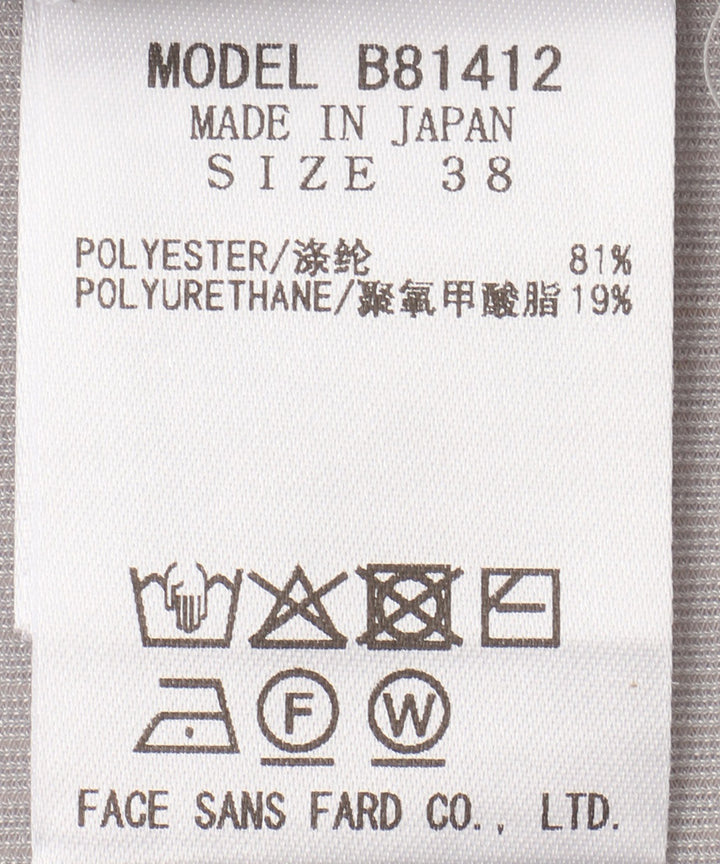 MODEL B81412
MADE IN JAPAN
SIZE 38
POLYESTER/涤纶 81%
POLYURETHANE/聚氧甲酸脂 19%
F W
FACE SANS FARD CO., LTD.